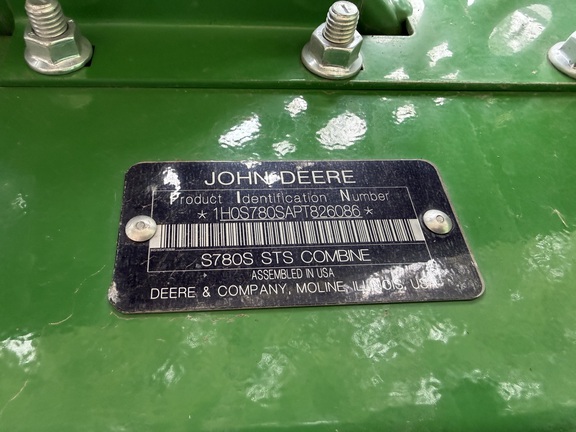 JOHN DEERE
Product Identification Number
*1H0S780SAPT826086*
S780S STS COMBINE
ASSEMBLED IN USA
DEERE & COMPANY, MOLINE, ILLINOIS, USA